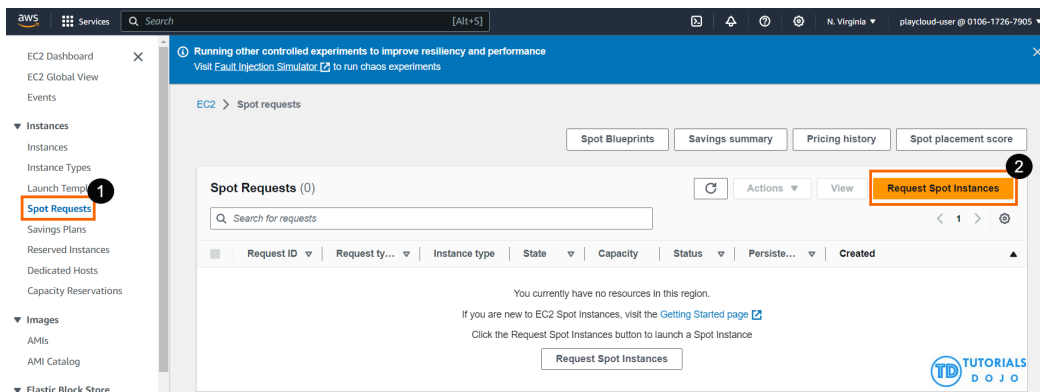 aws Services Search [Alt+S] N. Virginia playcloud-user @ 0106-1726-7905
EC2 Dashboard
EC2 Global View
Events
Instances
Instances
Instance Types
Launch Templ
1
Spot Requests
Savings Plans
Reserved Instances
Dedicated Hosts
Capacity Reservations
Images
AMIs
AMI Catalog
Elastic Block Store
Running other controlled experiments to improve resiliency and performance
Visit Fault Injection Simulator to run chaos experiments
EC2 > Spot requests
Spot Blueprints Savings summary Pricing history Spot placement score
2
Spot Requests (0) Actions View Request Spot Instances
Search for requests < 1 >
Request ID Request ty... Instance type State Capacity Status Persiste... Created
You currently have no resources in this region.
If you are new to EC2 Spot Instances, visit the Getting Started page
Click the Request Spot Instances button to launch a Spot Instance
Request Spot Instances
TD TUTORIALS
DOJO